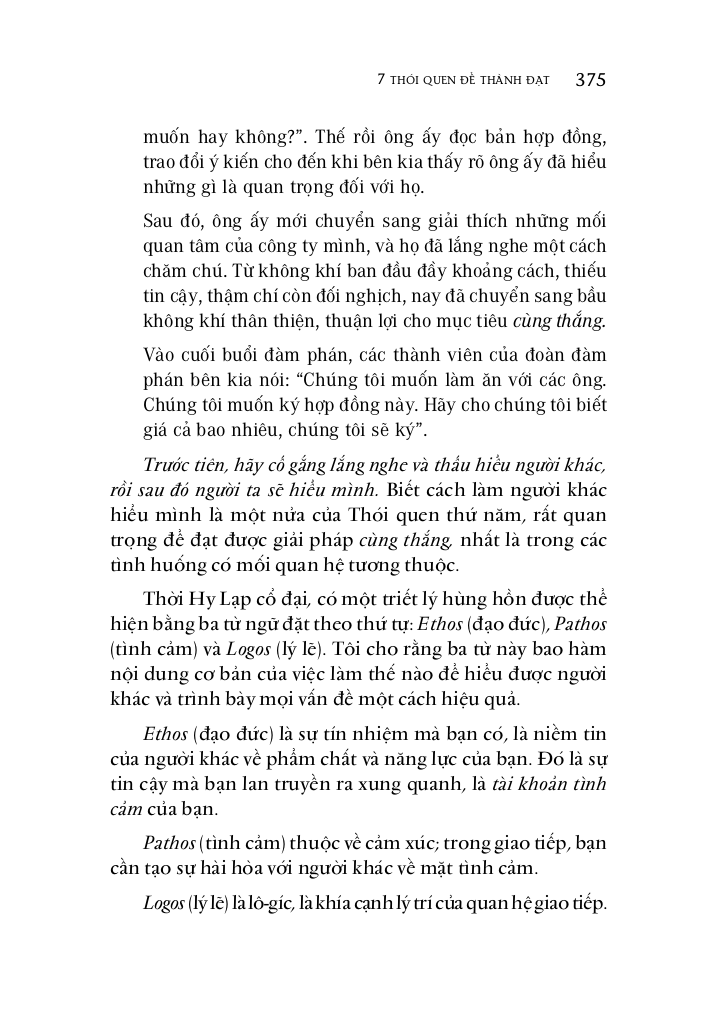 7 THÓI QUEN ĐỂ THÀNH ĐẠT 375
muốn hay không?”. Thế rồi ông ấy đọc bản hợp đồng,
trao đổi ý kiến cho đến khi bên kia thấy rõ ông ấy đã hiểu
những gì là quan trọng đối với họ.
Sau đó, ông ấy mới chuyển sang giải thích những mối
quan tâm của công ty mình, và họ đã lắng nghe một cách
chăm chú. Từ không khí ban đầu đầy khoảng cách, thiếu
tin cậy, thậm chí còn đối nghịch, nay đã chuyển sang bầu
không khí thân thiện, thuận lợi cho mục tiêu cùng thắng.
Vào cuối buổi đàm phán, các thành viên của đoàn đàm
phán bên kia nói: “Chúng tôi muốn làm ăn với các ông.
Chúng tôi muốn ký hợp đồng này. Hãy cho chúng tôi biết
giá cả bao nhiêu, chúng tôi sẽ ký”.
Trước tiên, hãy cố gắng lắng nghe và thấu hiểu người khác,
rồi sau đó người ta sẽ hiểu mình. Biết cách làm người khác
hiểu mình là một nửa của Thói quen thứ năm, rất quan
trọng để đạt được giải pháp cùng thắng, nhất là trong các
tình huống có mối quan hệ tương thuộc.
Thời Hy Lạp cổ đại, có một triết lý hùng hồn được thể
hiện bằng ba từ ngữ đặt theo thứ tự: Ethos (đạo đức), Pathos
(tình cảm) và Logos (lý lẽ). Tôi cho rằng ba từ này bao hàm
nội dung cơ bản của việc làm thế nào để hiểu được người
khác và trình bày mọi vấn đề một cách hiệu quả.
Ethos (đạo đức) là sự tín nhiệm mà bạn có, là niềm tin
của người khác về phẩm chất và năng lực của bạn. Đó là sự
tin cậy mà bạn lan truyền ra xung quanh, là tài khoản tình
cảm của bạn.
Pathos (tình cảm) thuộc về cảm xúc; trong giao tiếp, bạn
cần tạo sự hài hòa với người khác về mặt tình cảm.
Logos (lý lẽ) là lô-gíc, là khía cạnh lý trí của quan hệ giao tiếp.